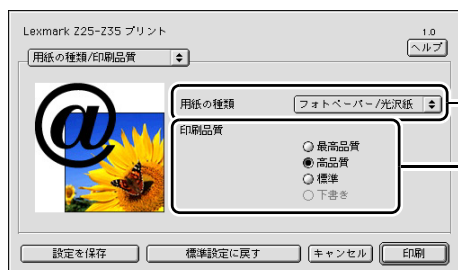 Lexmark Z25-Z35 プリント
1.0
ヘルプ
用紙の種類/印刷品質
用紙の種類 フォトペーパー/光沢紙
印刷品質
最高品質
高品質
標準
下書き
設定を保存 標準設定に戻す キャンセル 印刷
@